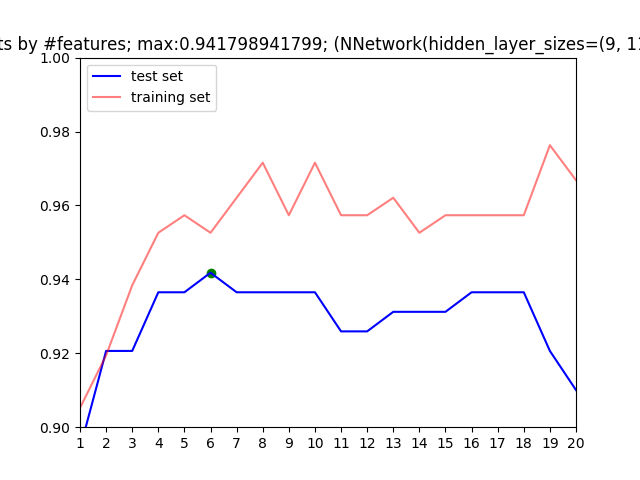 ts by #features; max:0.941798941799; (NNetwork(hidden_layer_sizes=(9, 11
1.00
test set
training set
0.98
0.96
0.94
0.92
0.90
1 2 3 4 5 6 7 8 9 10 11 12 13 14 15 16 17 18 19 20